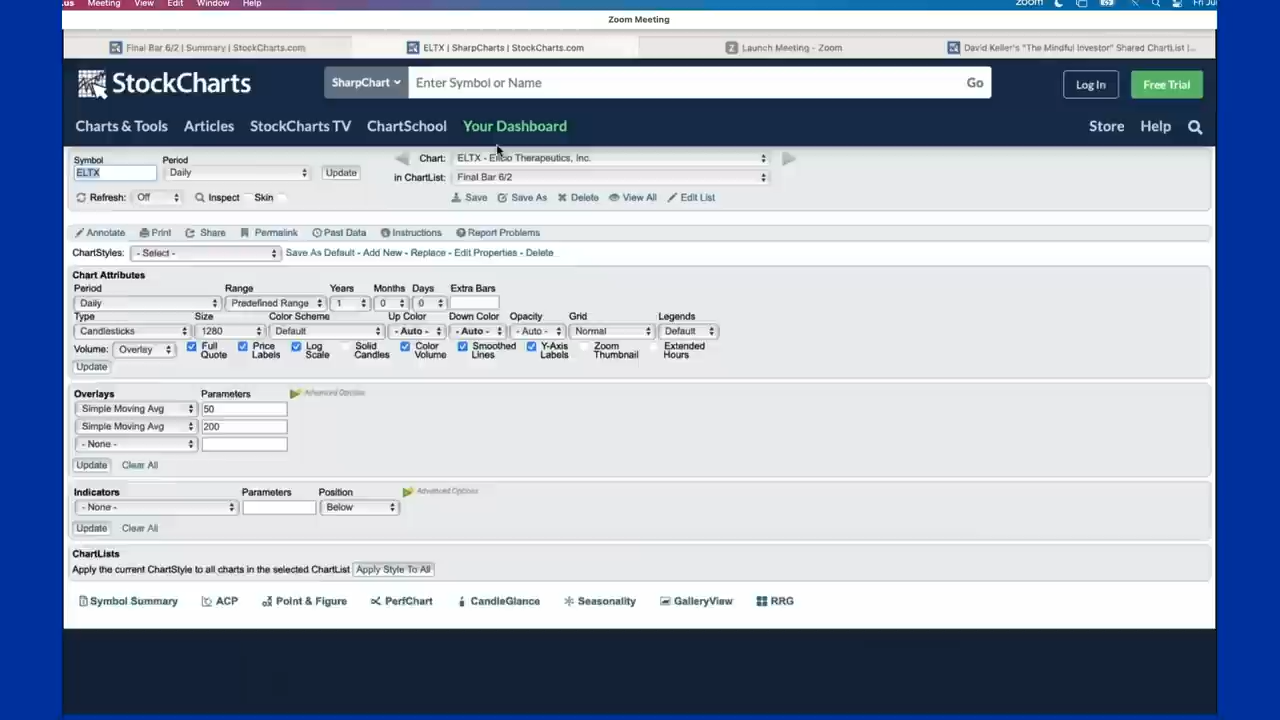 Meeting View Edit Window Help zoom
Zoom Meeting
Final Bar 6/2 | Summary | StockCharts.com ELTX | SharpCharts | StockCharts.com Launch Meeting - Zoom David Keller's "The Mindful Investor" Shared ChartList |...
StockCharts SharpChart Enter Symbol or Name Go Log In Free Trial
Charts & Tools Articles StockCharts TV ChartSchool Your Dashboard Store Help
Symbol Period Chart: ELTX - Elicio Therapeutics, Inc.
ELTX Daily Update in ChartList: Final Bar 6/2
Refresh: Off Inspect Skin Save Save As Delete View All Edit List
Annotate Print Share Permalink Past Data Instructions Report Problems
ChartStyles: - Select - Save As Default - Add New - Replace - Edit Properties - Delete
Chart Attributes
Period Range Years Months Days Extra Bars
Daily Predefined Range 1 0 0
Type Size Color Scheme Up Color Down Color Opacity Grid Legends
Candlesticks 1280 Default - Auto - - Auto - - Auto - Normal Default
Volume: Overlay Full Quote Price Labels Log Scale Solid Candles Color Volume Smoothed Lines Y-Axis Labels Zoom Thumbnail Extended Hours
Update
Overlays Parameters Advanced Options
Simple Moving Avg 50
Simple Moving Avg 200
- None -
Update Clear All
Indicators Parameters Position Advanced Options
- None - Below
Update Clear All
ChartLists
Apply the current ChartStyle to all charts in the selected ChartList Apply Style To All
Symbol Summary ACP Point & Figure PerfChart CandleGlance Seasonality GalleryView RRG